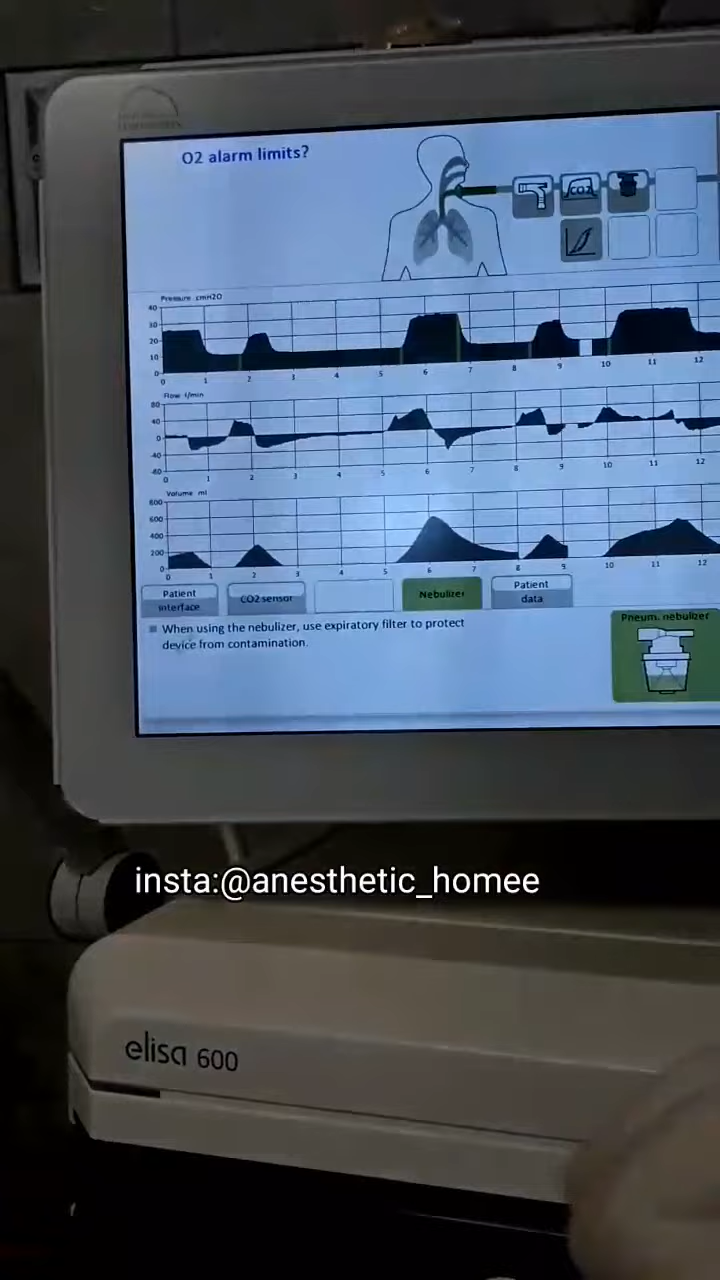 O2 alarm limits?
CO2
Pressure cmH2O
40
30
20
10
0
0 1 2 3 4 5 6 7 8 9 10 11 12
Flow l/min
80
40
0
-40
-80
0 1 2 3 4 5 6 7 8 9 10 11 12
Volume ml
800
600
400
200
0
0 1 2 3 4 5 6 7 8 9 10 11 12
Patient interface
CO2 sensor
Nebulizer
Patient data
When using the nebulizer, use expiratory filter to protect
device from contamination.
Pneum. nebulizer
insta:@anesthetic_homee
elisa 600